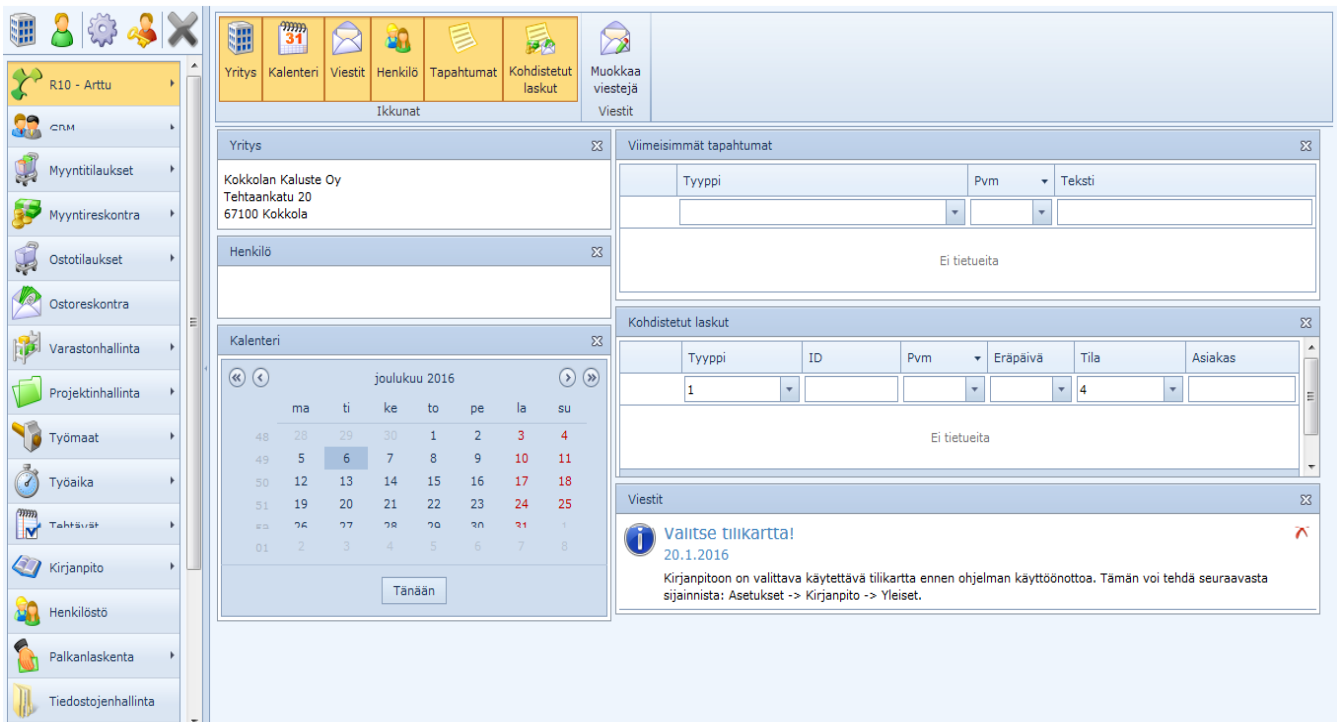 R10 - Arttu
CRM
Myyntitilaukset
Myyntireskontra
Ostotilaukset
Ostoreskontra
Varastonhallinta
Projektinhallinta
Työmaat
Työaika
Tehtävät
Kirjanpito
Henkilöstö
Palkanlaskenta
Tiedostojenhallinta
31
Yritys Kalenteri Viestit Henkilö Tapahtumat Kohdistetut Muokkaa
laskut viestejä
Ikkunat Viestit
Yritys
Kokkolan Kaluste Oy
Tehtaankatu 20
67100 Kokkola
Henkilö
Kalenteri
joulukuu 2016
ma ti ke to pe la su
48 28 29 30 1 2 3 4
49 5 6 7 8 9 10 11
50 12 13 14 15 16 17 18
51 19 20 21 22 23 24 25
52 26 27 28 29 30 31 1
01 2 3 4 5 6 7 8
Tänään
Viimeisimmät tapahtumat
Tyyppi Pvm Teksti
Ei tietueita
Kohdistetut laskut
Tyyppi ID Pvm Eräpäivä Tila Asiakas
1 4
Ei tietueita
Viestit
Valitse tilikartta!
20.1.2016
Kirjanpitoon on valittava käytettävä tilikartta ennen ohjelman käyttöönottoa. Tämän voi tehdä seuraavasta
sijainnista: Asetukset -> Kirjanpito -> Yleiset.